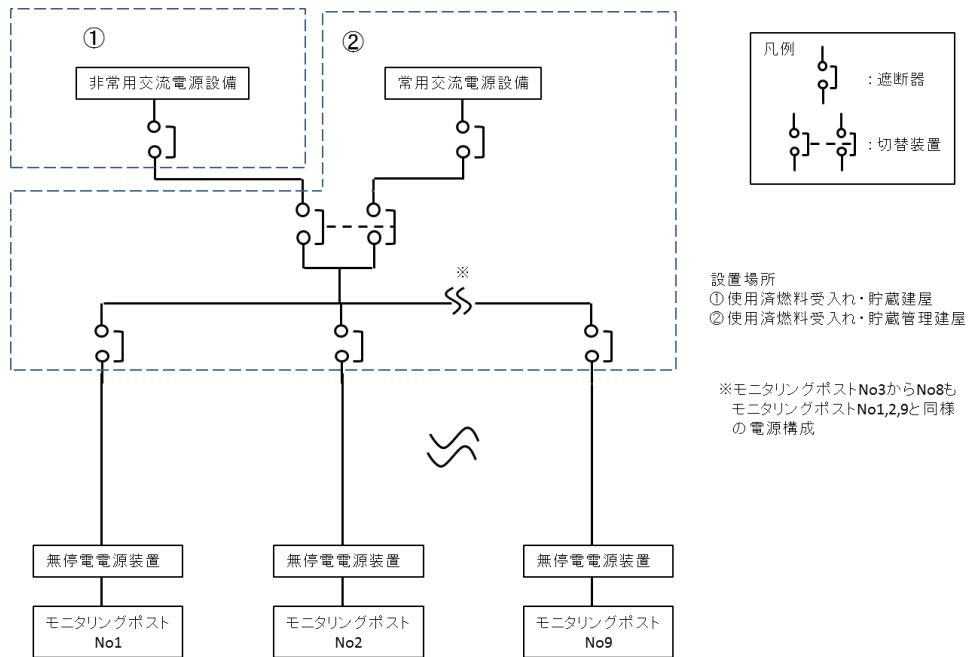 ①
②
非常用交流電源設備
常用交流電源設備
凡例
:遮断器
:切替装置
※
設置場所
①使用済燃料受入れ・貯蔵建屋
②使用済燃料受入れ・貯蔵管理建屋
※モニタリングポストNo3からNo8も
モニタリングポストNo1,2,9と同様
の電源構成
無停電電源装置
無停電電源装置
無停電電源装置
モニタリングポスト
No1
モニタリングポスト
No2
モニタリングポスト
No9